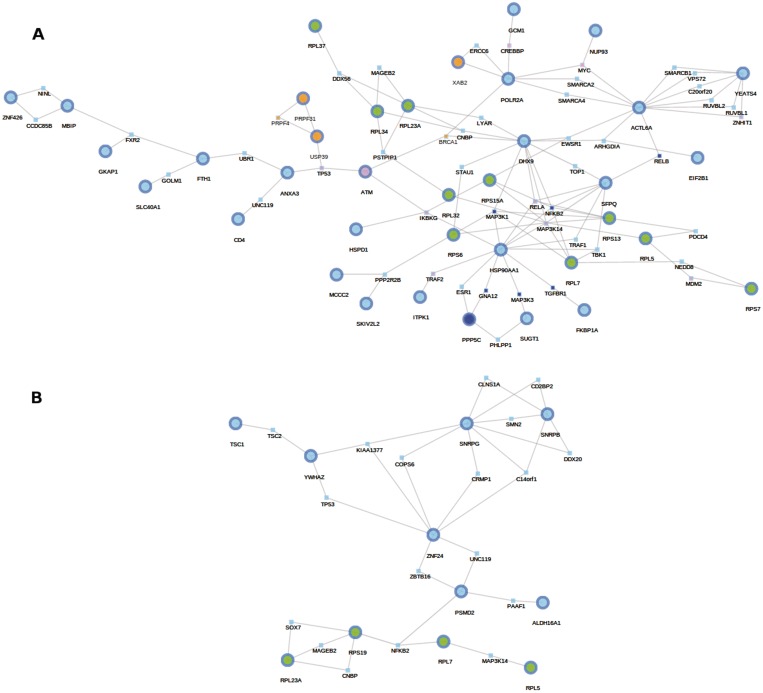 A
GCM1
RPL37
ERCC6
CREBBP
NUP93
DDX56
MAGEB2
XAB2
MYC
SMARCB1
VPS72
NINL
POLR2A
SMARCA2
C20orf20
YEATS4
ZNF426
CCDC85B
MBIP
PRPF4
PRPF31
SMARCA4
RUVBL2
RUVBL1
ZNHIT1
RPL34
RPL23A
LYAR
ACTL6A
FXR2
CNBP
BRCA1
EWSR1
ARHGDIA
USP39
PSTPIP1
DHX9
RELB
GKAP1
UBR1
TP53
STAU1
TOP1
EIF2B1
GOLM1
FTH1
ANXA3
ATM
SLC40A1
UNC119
RPS15A
SFPQ
RELA
NFKB2
CD4
IKBKG
RPL32
MAP3K1
MAP3K14
RPS13
HSPD1
RPS6
TRAF1
TBK1
RPL5
PDCD4
HSP90AA1
RPL7
NEDD8
MCCC2
PPP2R2B
TRAF2
ESR1
GNA12
MAP3K3
TGFBR1
MDM2
RPS7
SKIV2L2
ITPK1
PPP5C
SUGT1
FKBP1A
PHLPP1
B
CLNS1A
CD2BP2
TSC1
TSC2
SNRPG
SMN2
SNRPB
YWHAZ
KIAA1377
COPS6
DDX20
CRMP1
C14orf1
TP53
ZNF24
UNC119
ZBTB16
PSMD2
PAAF1
ALDH16A1
SOX7
MAGEB2
RPS19
NFKB2
RPL7
MAP3K14
RPL23A
CNBP
RPL5